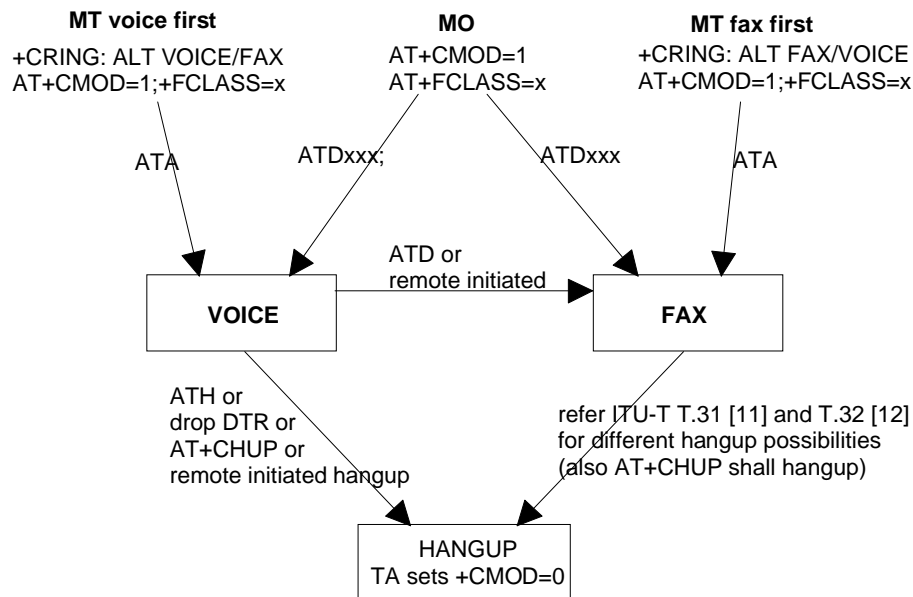 MT voice first
+CRING: ALT VOICE/FAX
AT+CMOD=1;+FCLASS=x
MO
AT+CMOD=1
AT+FCLASS=x
MT fax first
+CRING: ALT FAX/VOICE
AT+CMOD=1;+FCLASS=x
ATA
ATDxxx;
ATDxxx
ATA
ATD or
remote initiated
VOICE
FAX
ATH or
drop DTR or
AT+CHUP or
remote initiated hangup
refer ITU-T T.31 [11] and T.32 [12]
for different hangup possibilities
(also AT+CHUP shall hangup)
HANGUP
TA sets +CMOD=0